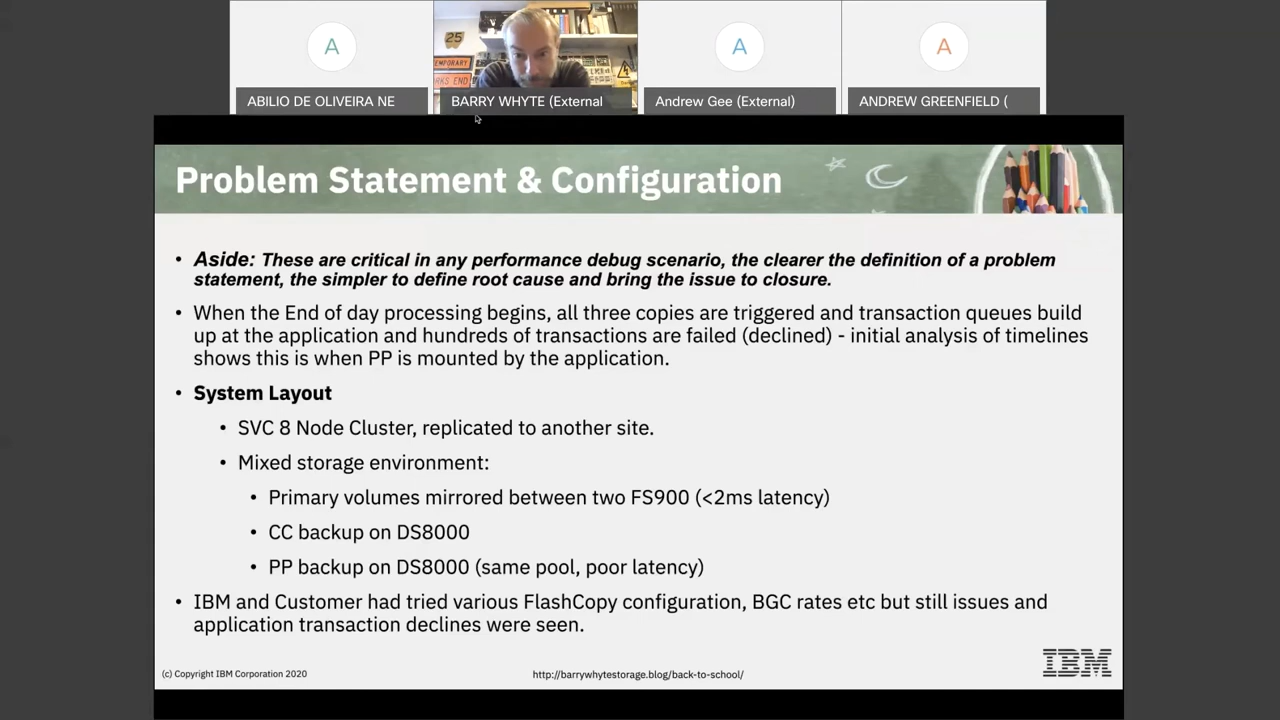 A
A
A
25
TEMPORARY
RKS END
ABILIO DE OLIVEIRA NE
BARRY WHYTE (External
Andrew Gee (External)
ANDREW GREENFIELD (
Problem Statement & Configuration
• Aside: These are critical in any performance debug scenario, the clearer the definition of a problem
statement, the simpler to define root cause and bring the issue to closure.
• When the End of day processing begins, all three copies are triggered and transaction queues build
up at the application and hundreds of transactions are failed (declined) - initial analysis of timelines
shows this is when PP is mounted by the application.
• System Layout
• SVC 8 Node Cluster, replicated to another site.
• Mixed storage environment:
• Primary volumes mirrored between two FS900 (<2ms latency)
• CC backup on DS8000
• PP backup on DS8000 (same pool, poor latency)
• IBM and Customer had tried various FlashCopy configuration, BGC rates etc but still issues and
application transaction declines were seen.
(c) Copyright IBM Corporation 2020
http://barrywhytestorage.blog/back-to-school/
IBM